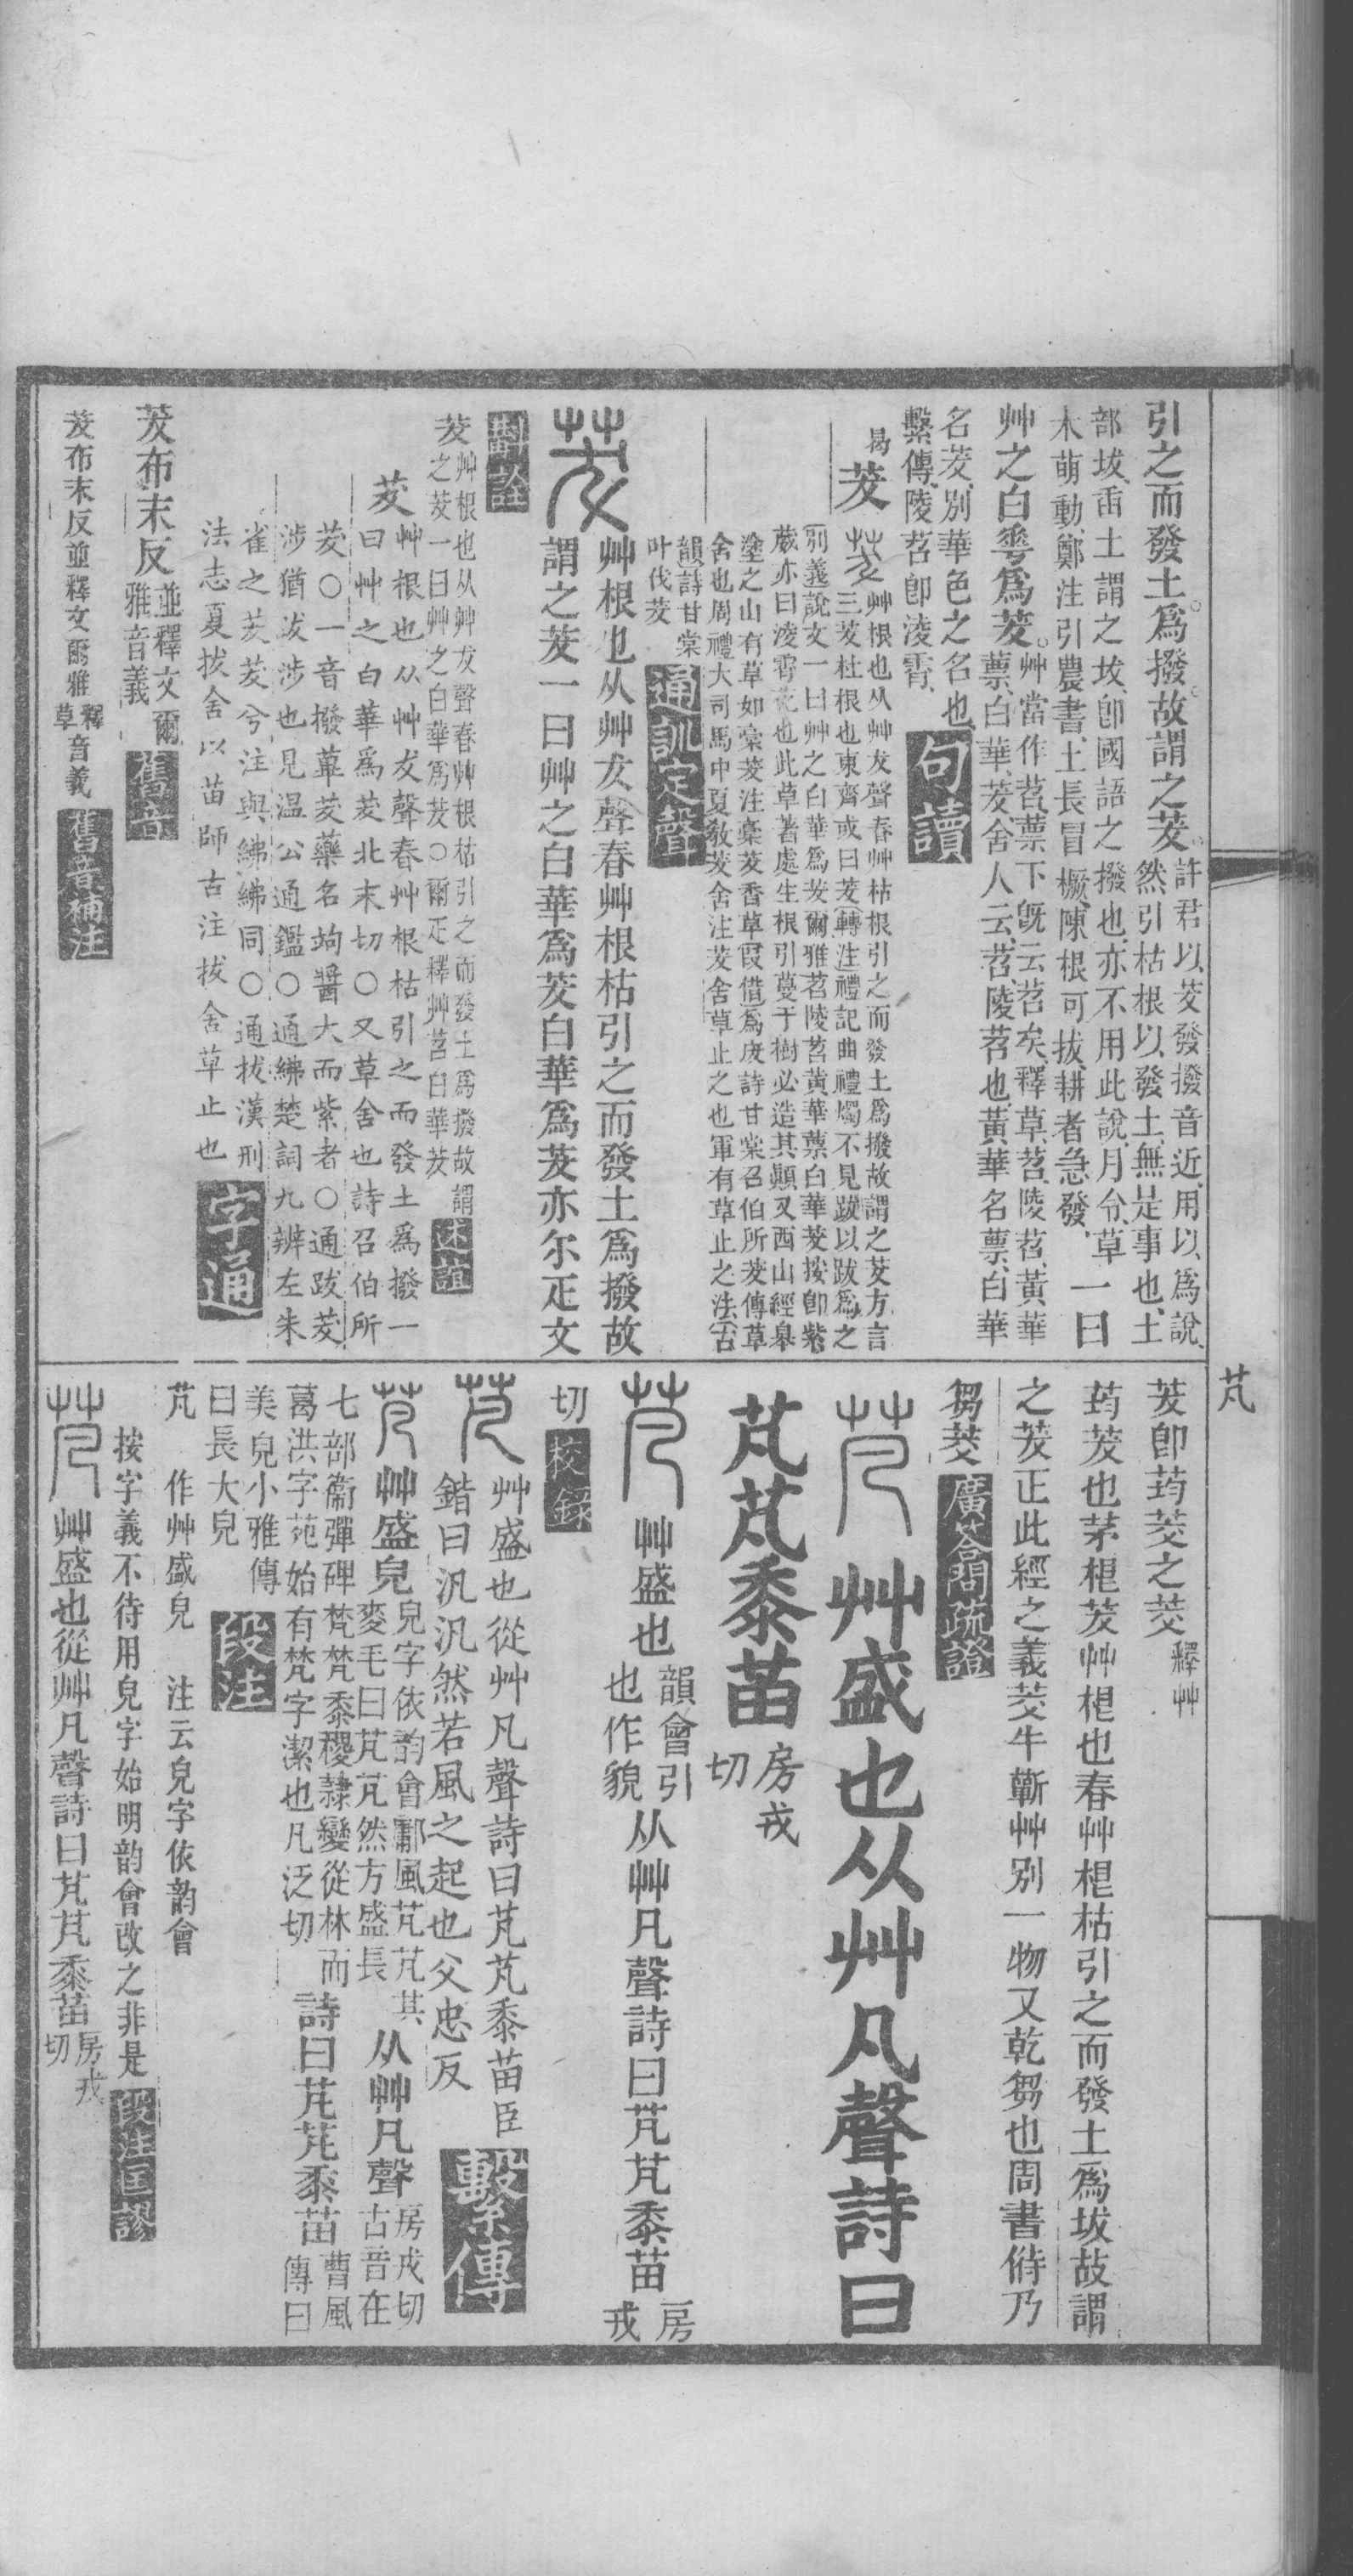 引之而發土爲撥故謂之茇許君以茇發撥音近用以爲說
然引枯根以發土無是事也土
部坺臿土謂之坺卽國語之撥也亦不用此說月令草
木萌動鄭注引農書土長冒橛陳根可拔耕者急發一曰
艸之白𠌶爲茇艸當作苕蔈下旣云苕矣釋草苕陵苕黃華
蔈白華茇舍人云苕陵苕也黃華名蔈白華
名茇別華色之名也
繫傳陵苕卽淩霄
句讀
曷茇
艸根也从艸犮聲春艸枯根引之而發土爲撥故謂之茇方言
三茇杜根也東齊或曰茇轉注禮記曲禮燭不見跋以跋爲之
別義說文一曰艸之白華爲茇爾雅苕陵苕黃華蔈白華茇按卽紫
葳亦曰淩霄花也此草著處生根引蔓于樹必造其顚又西山經皋
塗之山有草如槀茇注槀茇香草叚借爲废詩甘棠召伯所茇傳草
舍也周禮大司馬中夏敎茇舍注茇舍草止之也軍有草止之法古
韻詩甘棠
叶伐茇
通訓定聲
艸根也从艸犮聲春艸根枯引之而發土爲撥故
謂之茇一曰艸之白華爲茇白華爲茇亦尔疋文
斠詮
茇艸根也从艸犮聲春艸根枯引之而發土爲撥故謂
之茇一曰艸之白華爲茇○爾疋釋艸苕白華茇
述誼
茇艸根也从艸犮聲春艸根枯引之而發土爲撥一
曰艸之白華爲茇北末切○又草舍也詩召伯所
茇○一音撥蓽茇藥名蒟醬大而紫者○通跋茇
涉猶跋涉也見温公通鑑○通紼楚詞九辨左朱
雀之茇茇兮注與紼紼同○通拔漢刑
法志夏拔舍以苗師古注拔舍草止也
字通
茇布末反並釋文爾
雅音義
舊音
茇布末反並釋文爾雅釋
草音義
舊音補注
芃
茇卽荺茇之茇釋艸
荺茇也茅柤茇艸柤也春艸柤枯引之而發土爲坺故謂
之茇正此經之義茭牛蘄艸別一物又乾芻也周書偫乃
芻茭
廣荅問疏證
艸盛也从艸凡聲詩曰
芃芃黍苗房戎
切
艸盛也韻會引
也作貌从艸凡聲詩曰芃芃黍苗房
戎
切
校錄
艸盛也從艸凡聲詩曰芃芃黍苗臣
鍇曰汎汎然若風之起也父忠反
繫傳
艸盛皃皃字依韵會鄘風芃芃其
麥毛曰芃芃然方盛長从艸凡聲房戎切
古音在
七部衞彈碑梵梵黍稷隸變從林而
葛洪字苑始有梵字潔也凡泛切詩曰芃芃黍苗曹風
傳曰
美皃小雅傳
曰長大皃
段注
芃　作艸盛皃　注云皃字依韵會
按字義不待用皃字始明韵會改之非是
段注匡謬
艸盛也從艸凡聲詩曰芃芃黍苗房戎
切